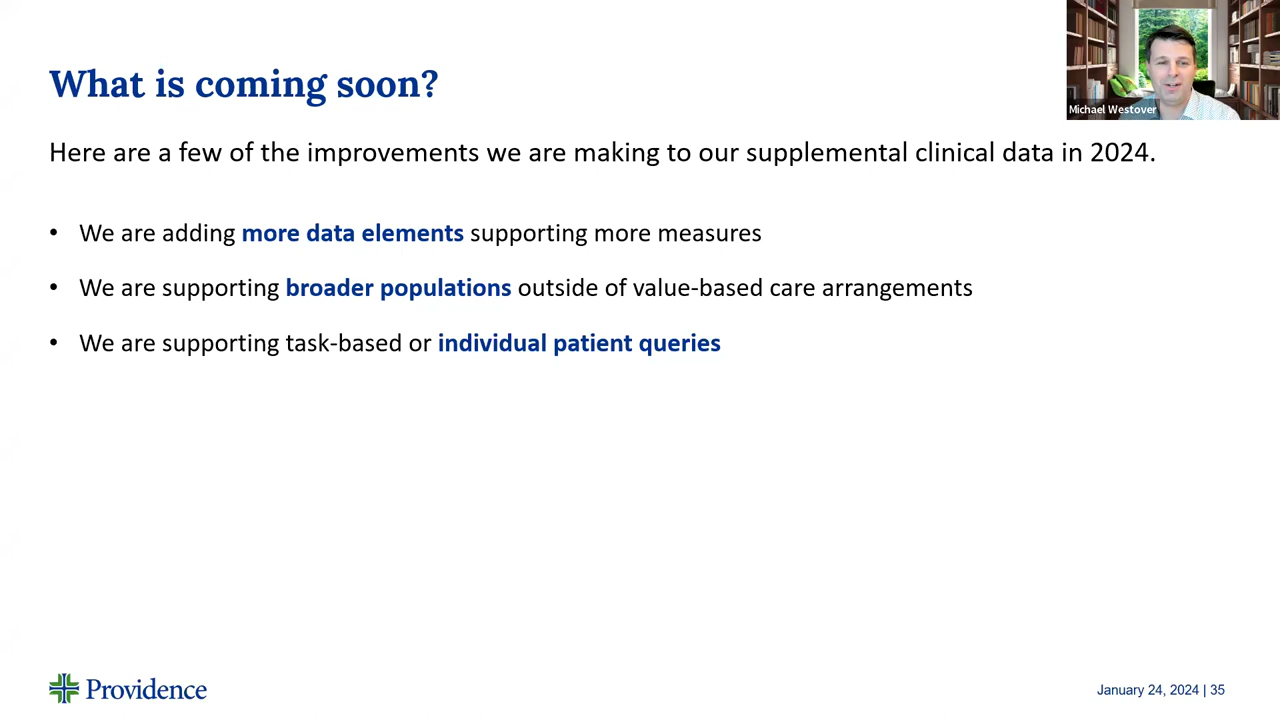 What is coming soon?
Michael Westover
Here are a few of the improvements we are making to our supplemental clinical data in 2024.
• We are adding more data elements supporting more measures
• We are supporting broader populations outside of value-based care arrangements
• We are supporting task-based or individual patient queries
Providence
January 24, 2024 | 35